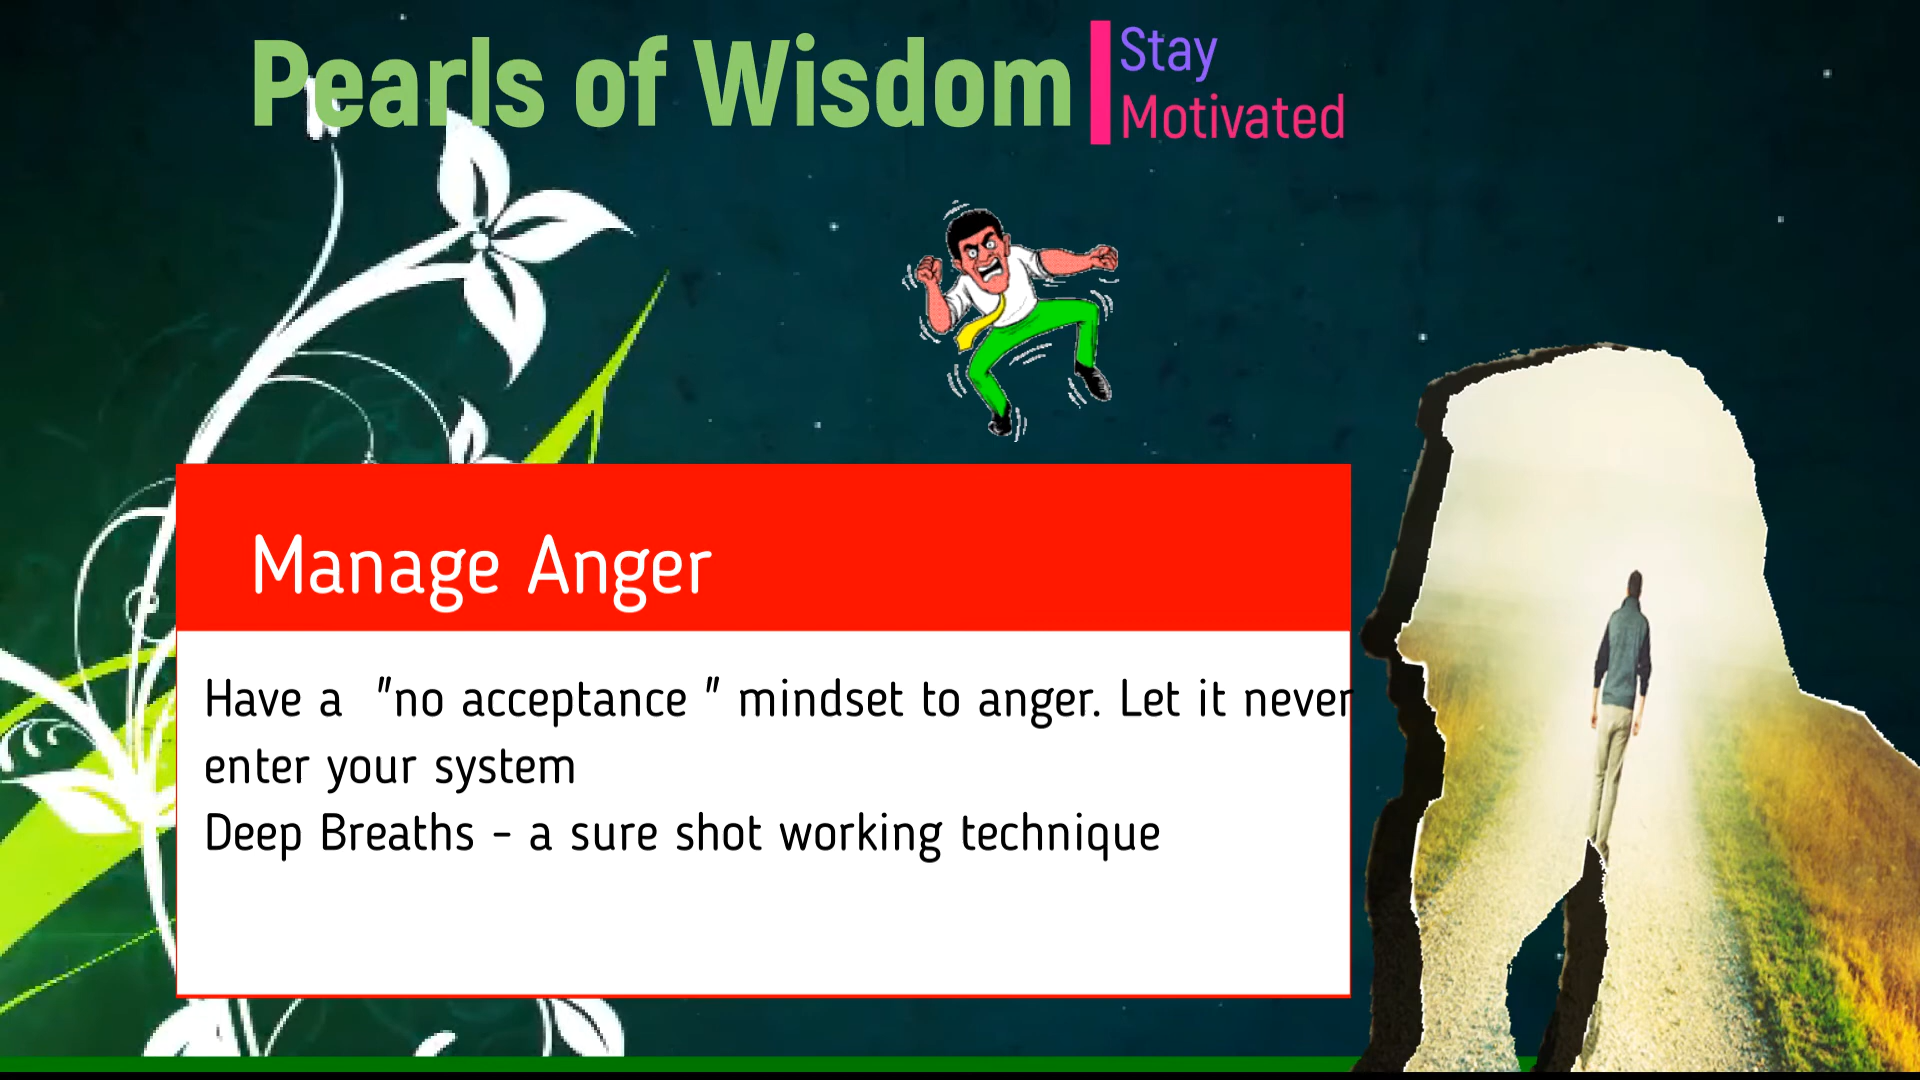 Pearls of Wisdom
Stay
Motivated
Manage Anger
Have a "no acceptance " mindset to anger. Let it never
enter your system
Deep Breaths - a sure shot working technique